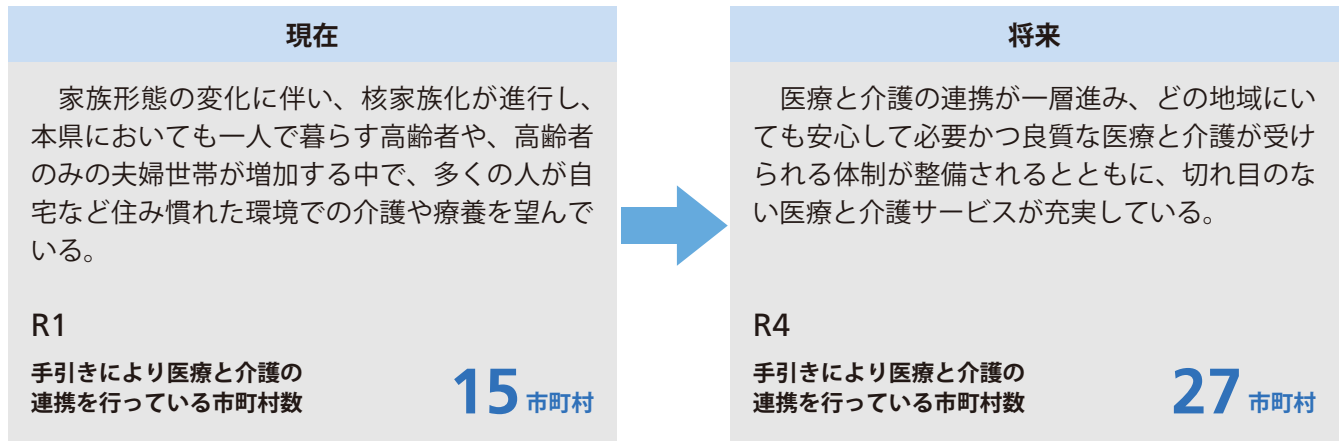 現在
家族形態の変化に伴い、核家族化が進行し、
本県においても一人で暮らす高齢者や、高齢者
のみの夫婦世帯が増加する中で、多くの人が自
宅など住み慣れた環境での介護や療養を望んで
いる。
R1
手引きにより医療と介護の
連携を行っている市町村数
15 市町村
将来
医療と介護の連携が一層進み、どの地域にい
ても安心して必要かつ良質な医療と介護が受け
られる体制が整備されるとともに、切れ目のな
い医療と介護サービスが充実している。
R4
手引きにより医療と介護の
連携を行っている市町村数
27 市町村